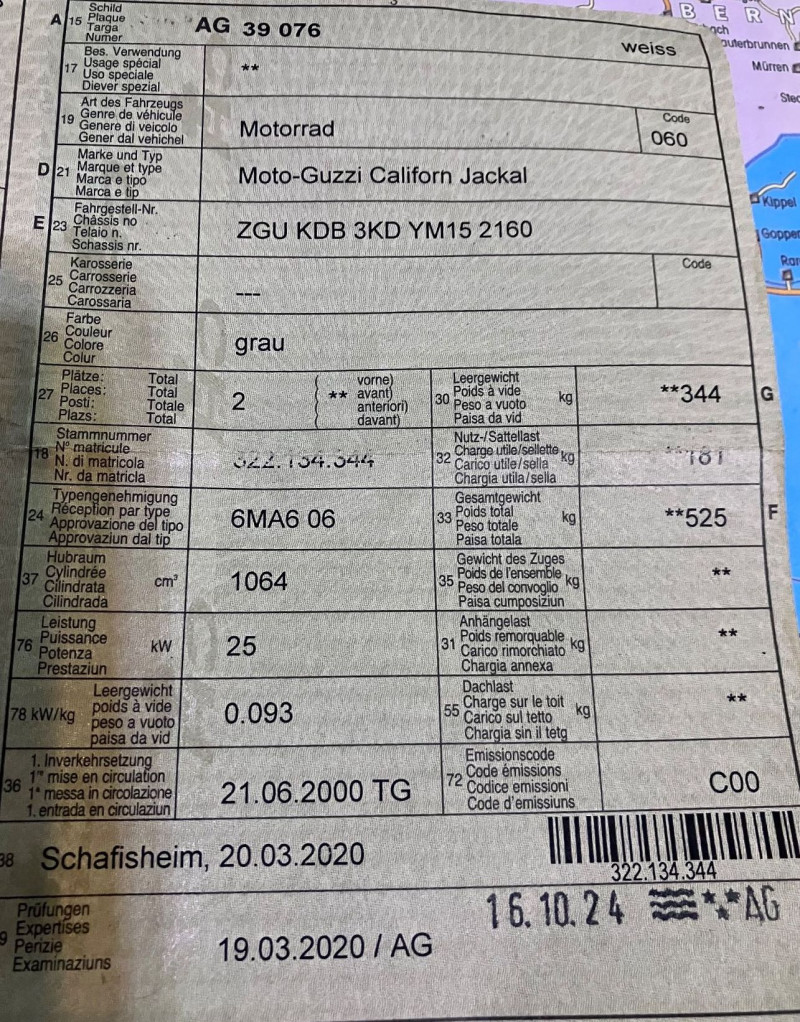 BERN
ach
auterbrunnen
Mürren
Kippel
Gopper
A 15 Schild
Plaque
Targa
Numer
AG 39 076
weiss
17 Bes. Verwendung
Usage spécial
Uso speciale
Diever spezial
**
19 Art des Fahrzeugs
Genre de véhicule
Genere di veicolo
Gener dal vehichel
Motorrad
Code
060
D 21 Marke und Typ
Marque et type
Marca e tipo
Marca e tip
Moto-Guzzi Californ Jackal
E 23 Fahrgestell-Nr.
Châssis no
Telaio n.
Schassis nr.
ZGU KDB 3KD YM15 2160
25 Karosserie
Carrosserie
Carrozzeria
Carossaria
---
Code
26 Farbe
Couleur
Colore
Colur
grau
27 Plätze: Total
Places: Total
Posti: Totale
Plazs: Total
2
** vorne)
avant)
anteriori)
davant)
30 Leergewicht
Poids à vide
Peso a vuoto
Paisa da vid
kg
**344
G
18 Stammnummer
N° matricule
N. di matricola
Nr. da matricla
322.134.344
32 Nutz-/Sattellast
Charge utile/sellette
Carico utile/sella
Chargia utila/sella
kg
**181
24 Typengenehmigung
Réception par type
Approvazione del tipo
Approvaziun dal tip
6MA6 06
33 Gesamtgewicht
Poids total
Peso totale
Paisa totala
kg
**525
F
37 Hubraum
Cylindrée
Cilindrata
Cilindrada
cm³
1064
35 Gewicht des Zuges
Poids de l'ensemble
Peso del convoglio
Paisa cumposiziun
kg
**
76 Leistung
Puissance
Potenza
Prestaziun
kW
25
31 Anhängelast
Poids remorquable
Carico rimorchiato
Chargia annexa
kg
**
78 kW/kg
Leergewicht
poids à vide
peso a vuoto
paisa da vid
0.093
55 Dachlast
Charge sur le toit
Carico sul tetto
Chargia sin il tetg
kg
**
36 1. Inverkehrsetzung
1re mise en circulation
1a messa in circolazione
1. entrada en circulaziun
21.06.2000 TG
72 Emissionscode
Code émissions
Codice emissioni
Code d'emissiuns
C00
38 Schafisheim, 20.03.2020
322.134.344
9 Prüfungen
Expertises
Perizie
Examinaziuns
19.03.2020 / AG
16.10.24 AG